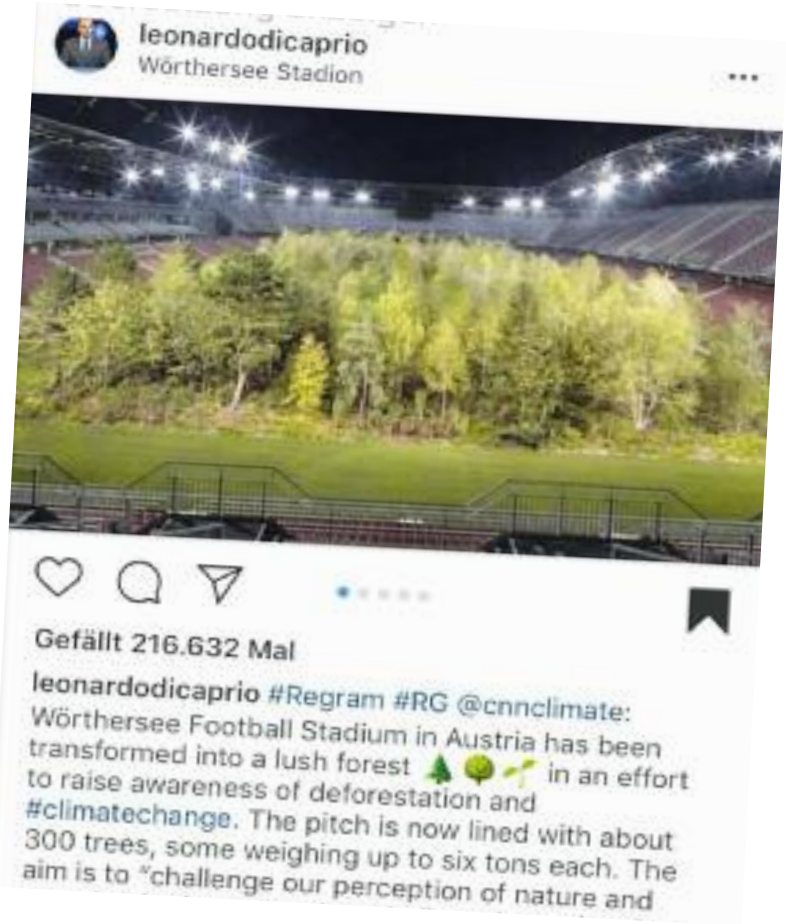 leonardodicaprio
Wörthersee Stadion
Gefällt 216.632 Mal
leonardodicaprio #Regram #RG @cnnclimate:
Wörthersee Football Stadium in Austria has been
transformed into a lush forest 🌲🌳🌱 in an effort
to raise awareness of deforestation and
#climatechange. The pitch is now lined with about
300 trees, some weighing up to six tons each. The
aim is to "challenge our perception of nature and